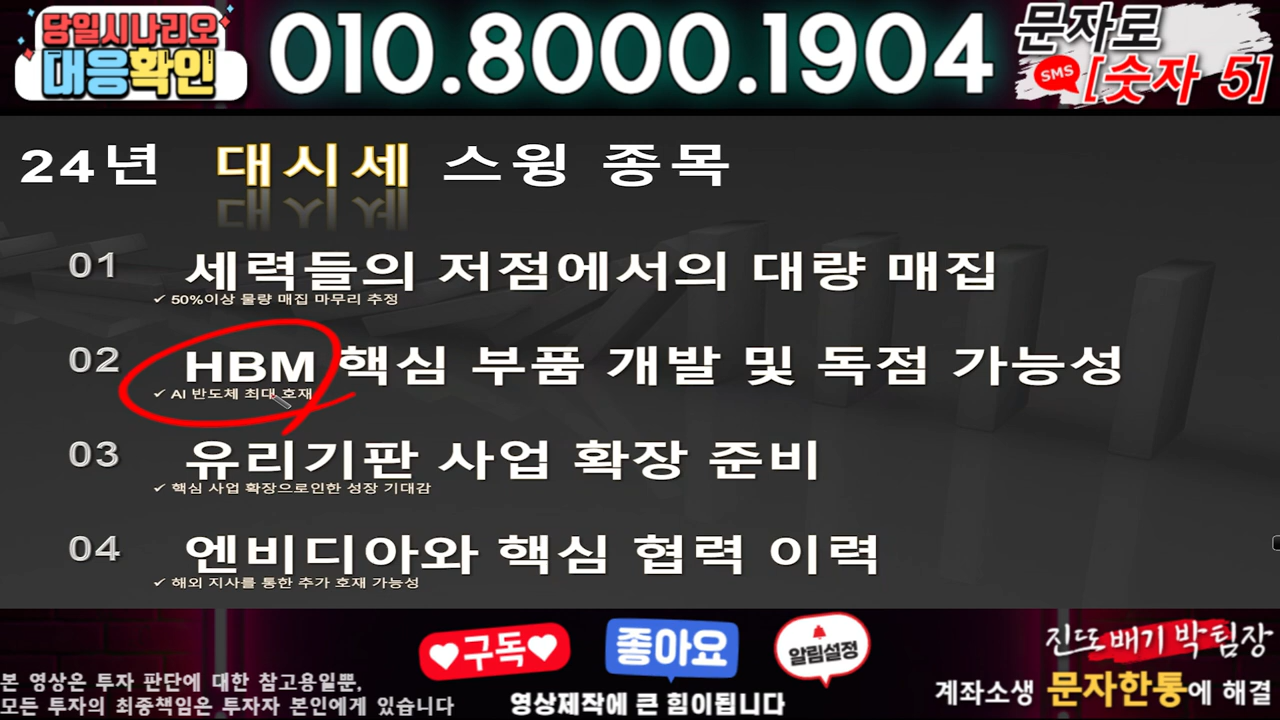 당일시나리오
대응확인
010.8000.1904
문자로
SMS [숫자 5]
24년 대시세 스윙 종목
01 세력들의 저점에서의 대량 매집
✓ 50%이상 물량 매집 마무리 추정
02 HBM 핵심 부품 개발 및 독점 가능성
✓ AI 반도체 최대 호재
03 유리기판 사업 확장 준비
✓ 핵심 사업 확장으로인한 성장 기대감
04 엔비디아와 핵심 협력 이력
✓ 해외 지사를 통한 추가 호재 가능성
구독
좋아요
알림설정
영상제작에 큰 힘이됩니다
본 영상은 투자 판단에 대한 참고용일뿐,
모든 투자의 최종책임은 투자자 본인에게 있습니다
진또배기 박팀장
계좌소생 문자한통에 해결